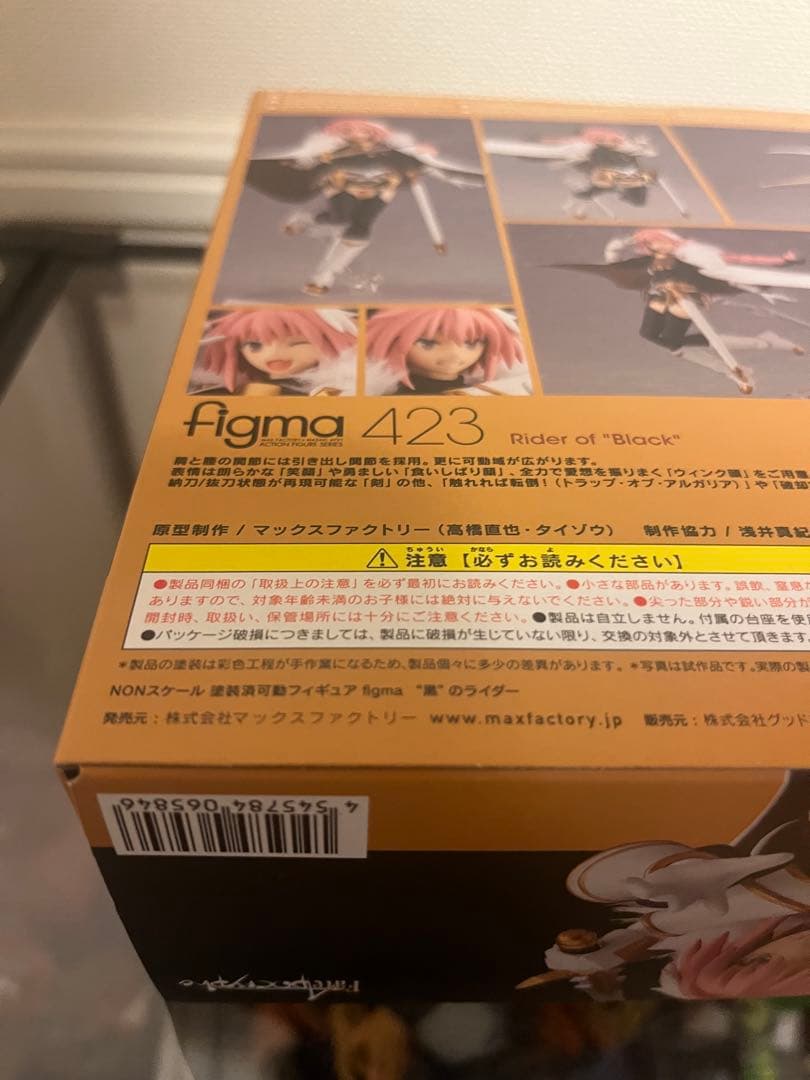 figma 423 Rider of "Black"
MAX FACTORY × MASAKI APSY
ACTION FIGURE SERIES
肩と腰の関節には引き出し関節を採用。更に可動域が広がります。
表情は朗らかな「笑顔」や勇ましい「食いしばり顔」、全力で愛想を振りまく「ウィンク顔」をご用意
納刀/抜刀状態が再現可能な「剣」の他、「触れれば転倒!(トラップ・オブ・アルガリア)」や「破却
原型制作 / マックスファクトリー(高橋直也・タイゾウ) 制作協力 / 浅井真紀
注意【必ずお読みください】
●製品同梱の「取扱上の注意」を必ず最初にお読みください。●小さな部品があります。誤飲、窒息
ありますので、対象年齢未満のお子様には絶対に与えないでください。●尖った部分や鋭い部分が
開封時、取扱い、保管場所には十分にご注意ください。●製品は自立しません。付属の台座を使
●パッケージ破損につきましては、製品に破損が生じていない限り、交換の対象外とさせて頂きます。
*製品の塗装は彩色工程が手作業になるため、製品個々に多少の差異があります。*写真は試作品です。実際の製
NONスケール 塗装済可動フィギュア figma “黒”のライダー
発売元:株式会社マックスファクトリー www.maxfactory.jp 販売元:株式会社グッド
4 545784 065846
Fate/Apocrypha